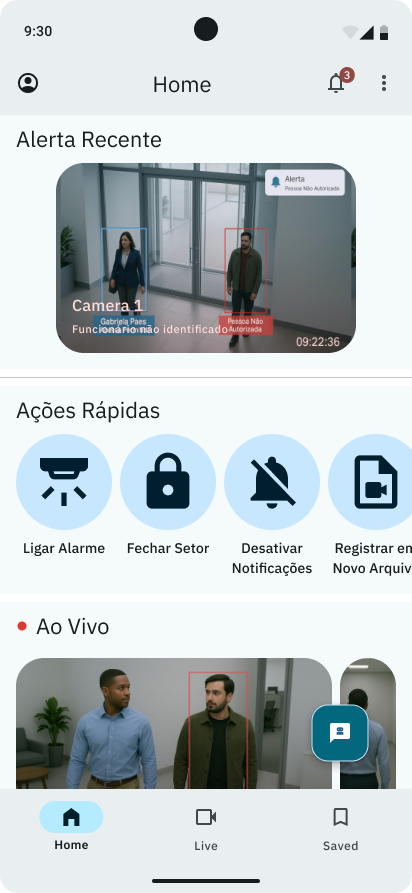 9:30
Home
3
Alerta Recente
Alerta
Pessoa Não Autorizada
Camera 1
Gabriela Paes
Pessoa Não
Autorizada
Funcionário não identificado
09:22:36
Ações Rápidas
Ligar Alarme
Fechar Setor
Desativar
Notificações
Registrar em
Novo Arquiv
Ao Vivo
Home
Live
Saved